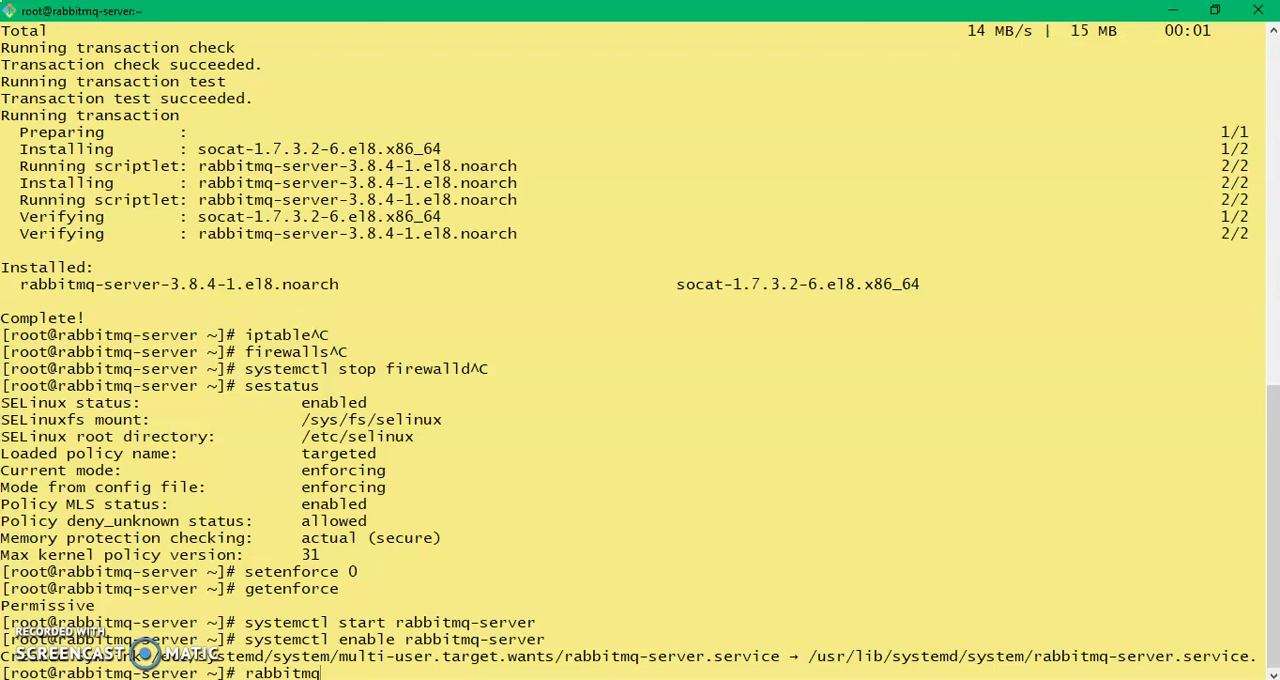 root@rabbitmq-server:~
Total 14 MB/s | 15 MB 00:01
Running transaction check
Transaction check succeeded.
Running transaction test
Transaction test succeeded.
Running transaction
Preparing : 1/1
Installing : socat-1.7.3.2-6.el8.x86_64 1/2
Running scriptlet: rabbitmq-server-3.8.4-1.el8.noarch 2/2
Installing : rabbitmq-server-3.8.4-1.el8.noarch 2/2
Running scriptlet: rabbitmq-server-3.8.4-1.el8.noarch 2/2
Verifying : socat-1.7.3.2-6.el8.x86_64 1/2
Verifying : rabbitmq-server-3.8.4-1.el8.noarch 2/2
Installed:
rabbitmq-server-3.8.4-1.el8.noarch socat-1.7.3.2-6.el8.x86_64
Complete!
[root@rabbitmq-server ~]# iptable^C
[root@rabbitmq-server ~]# firewalls^C
[root@rabbitmq-server ~]# systemctl stop firewalld^C
[root@rabbitmq-server ~]# sestatus
SELinux status: enabled
SELinuxfs mount: /sys/fs/selinux
SELinux root directory: /etc/selinux
Loaded policy name: targeted
Current mode: enforcing
Mode from config file: enforcing
Policy MLS status: enabled
Policy deny_unknown status: allowed
Memory protection checking: actual (secure)
Max kernel policy version: 31
[root@rabbitmq-server ~]# setenforce 0
[root@rabbitmq-server ~]# getenforce
Permissive
[root@rabbitmq-server ~]# systemctl start rabbitmq-server
[root@rabbitmq-server ~]# systemctl enable rabbitmq-server
RECORDED WITH
SCREENCAST MATIC
/systemd/system/multi-user.target.wants/rabbitmq-server.service → /usr/lib/systemd/system/rabbitmq-server.service.
[root@rabbitmq-server ~]# rabbitmq